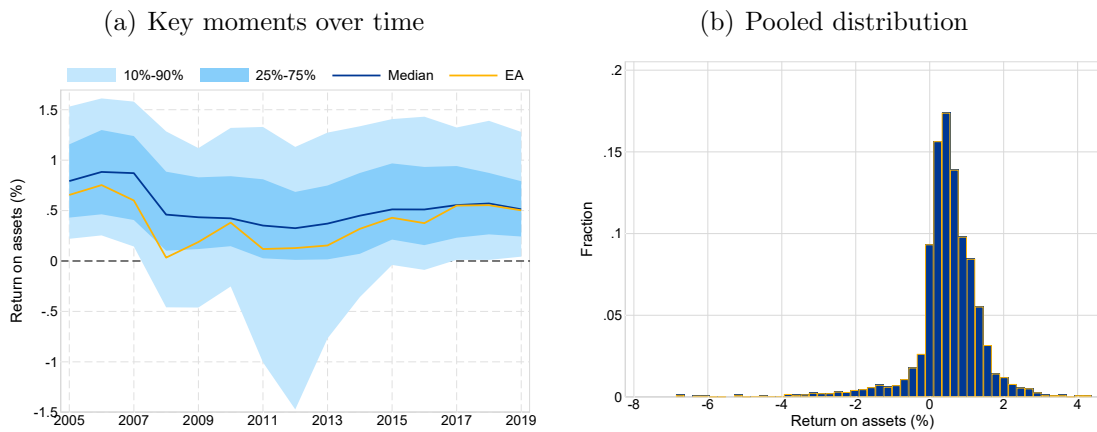 (a) Key moments over time
10%-90% 25%-75% Median EA
Return on assets (%)
1.5
1
.5
0
-.5
-1
-1.5
2005 2007 2009 2011 2013 2015 2017 2019
(b) Pooled distribution
Fraction
.2
.15
.1
.05
0
-8 -6 -4 -2 0 2 4
Return on assets (%)